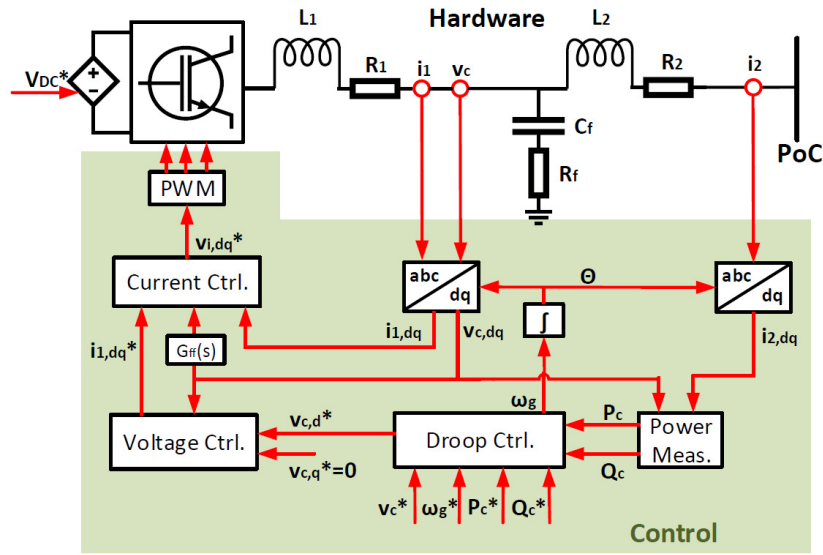 Hardware
L1
L2
R1
i1
vc
R2
i2
VDC*
+
−
Cf
Rf
PoC
PWM
vi,dq*
Current Ctrl.
abc
dq
Θ
abc
dq
i1,dq*
Gff(s)
i1,dq
vc,dq
∫
i2,dq
ωg
Voltage Ctrl.
vc,d*
vc,q*=0
Droop Ctrl.
Pc
Qc
Power
Meas.
vc*
ωg*
Pc*
Qc*
Control